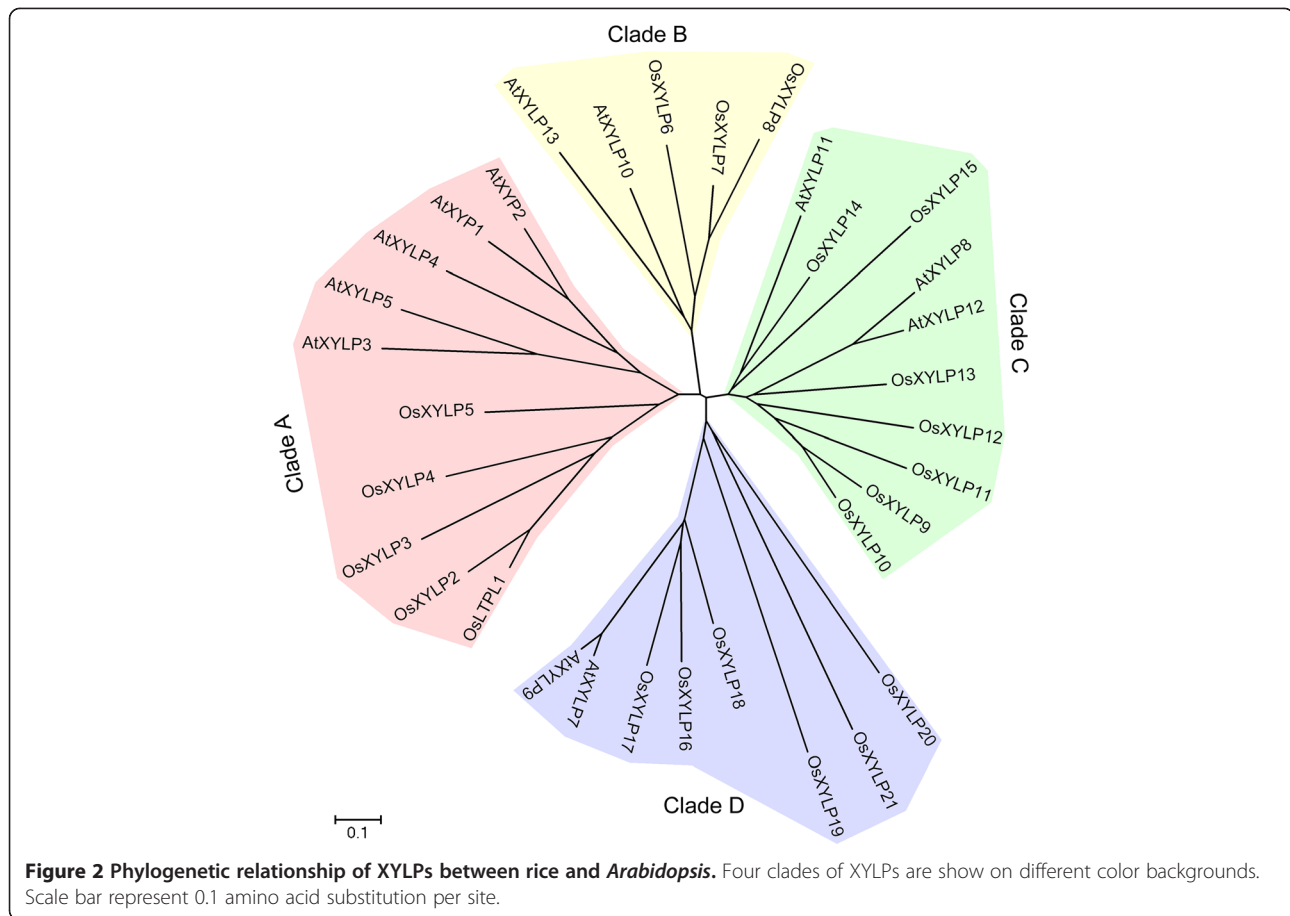 Clade B
AtXYLP13
AtXYLP10
OsXYLP6
OsXYLP7
OsXYLP8
AtXYLP11
OsXYLP14
OsXYLP15
AtXYLP8
AtXYLP12
OsXYLP13
OsXYLP12
OsXYLP11
OsXYLP9
OsXYLP10
Clade C
AtXYP2
AtXYP1
AtXYLP4
AtXYLP5
AtXYLP3
OsXYLP5
OsXYLP4
OsXYLP3
OsXYLP2
OsLTPL1
Clade A
AtXYLP9
AtXYLP7
OsXYLP17
OsXYLP16
OsXYLP18
OsXYLP19
OsXYLP21
OsXYLP20
Clade D
0.1
Figure 2 Phylogenetic relationship of XYLPs between rice and Arabidopsis. Four clades of XYLPs are show on different color backgrounds.
Scale bar represent 0.1 amino acid substitution per site.